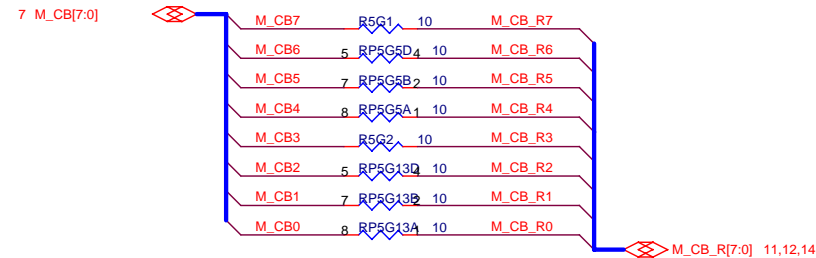 7 M_CB[7:0]
M_CB7 R5G1 10 M_CB_R7
M_CB6 5 RP5G5D 4 10 M_CB_R6
M_CB5 7 RP5G5B 2 10 M_CB_R5
M_CB4 8 RP5G5A 1 10 M_CB_R4
M_CB3 R5G2 10 M_CB_R3
M_CB2 5 RP5G13D 4 10 M_CB_R2
M_CB1 7 RP5G13B 2 10 M_CB_R1
M_CB0 8 RP5G13A 1 10 M_CB_R0
M_CB_R[7:0] 11,12,14